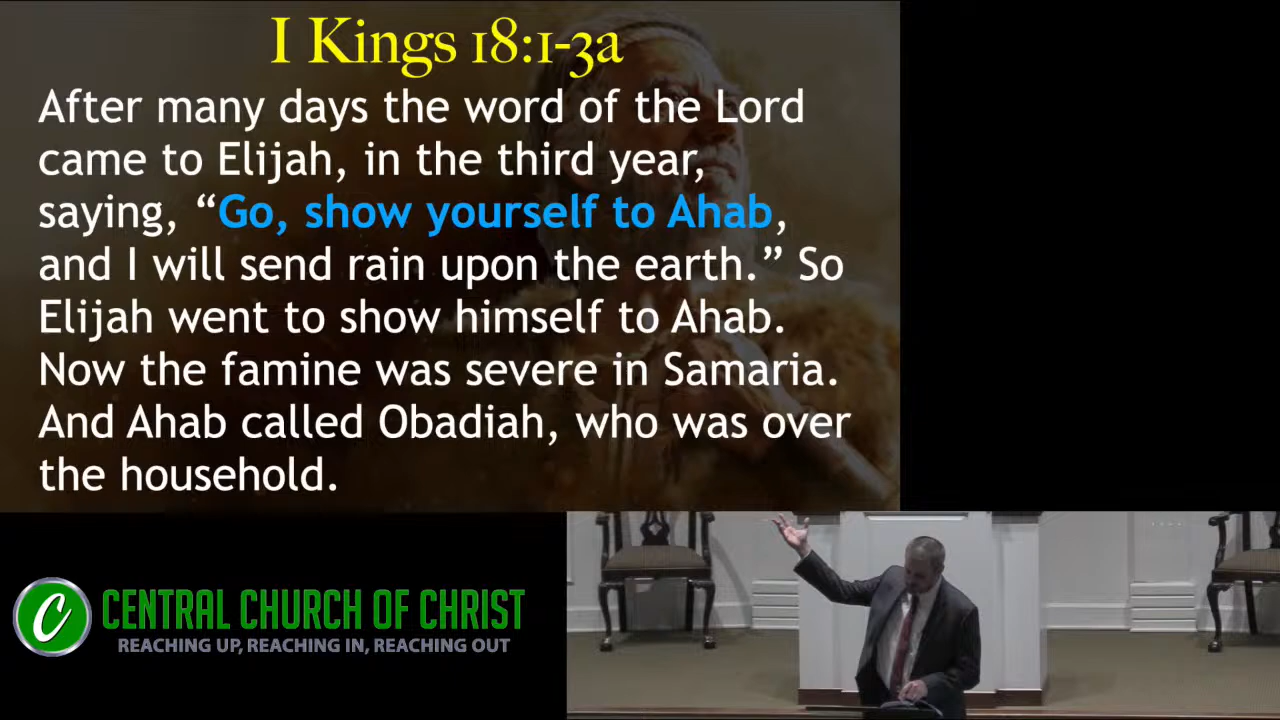 I Kings 18:1-3a
After many days the word of the Lord
came to Elijah, in the third year,
saying, “Go, show yourself to Ahab,
and I will send rain upon the earth.” So
Elijah went to show himself to Ahab.
Now the famine was severe in Samaria.
And Ahab called Obadiah, who was over
the household.
C
CENTRAL CHURCH OF CHRIST
REACHING UP, REACHING IN, REACHING OUT